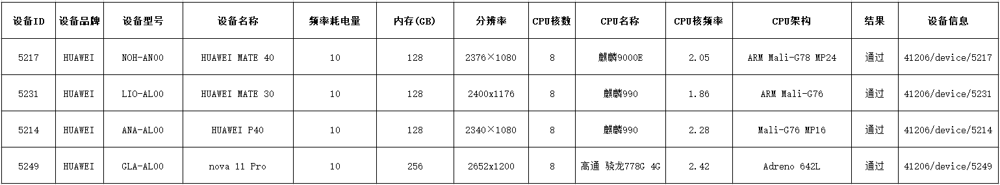 设备ID 设备品牌 设备型号 设备名称 频率耗电量 内存(GB) 分辨率 CPU核数 CPU名称 CPU核频率 CPU架构 结果 设备信息
5217 HUAWEI NOH-AN00 HUAWEI MATE 40 10 128 2376×1080 8 麒麟9000E 2.05 ARM Mali-G78 MP24 通过 41206/device/5217
5231 HUAWEI LIO-AL00 HUAWEI MATE 30 10 128 2400x1176 8 麒麟990 1.86 ARM Mali-G76 通过 41206/device/5231
5214 HUAWEI ANA-AL00 HUAWEI P40 10 128 2340×1080 8 麒麟990 2.28 Mali-G76 MP16 通过 41206/device/5214
5249 HUAWEI GLA-AL00 nova 11 Pro 10 256 2652x1200 8 高通 骁龙778G 4G 2.42 Adreno 642L 通过 41206/device/5249